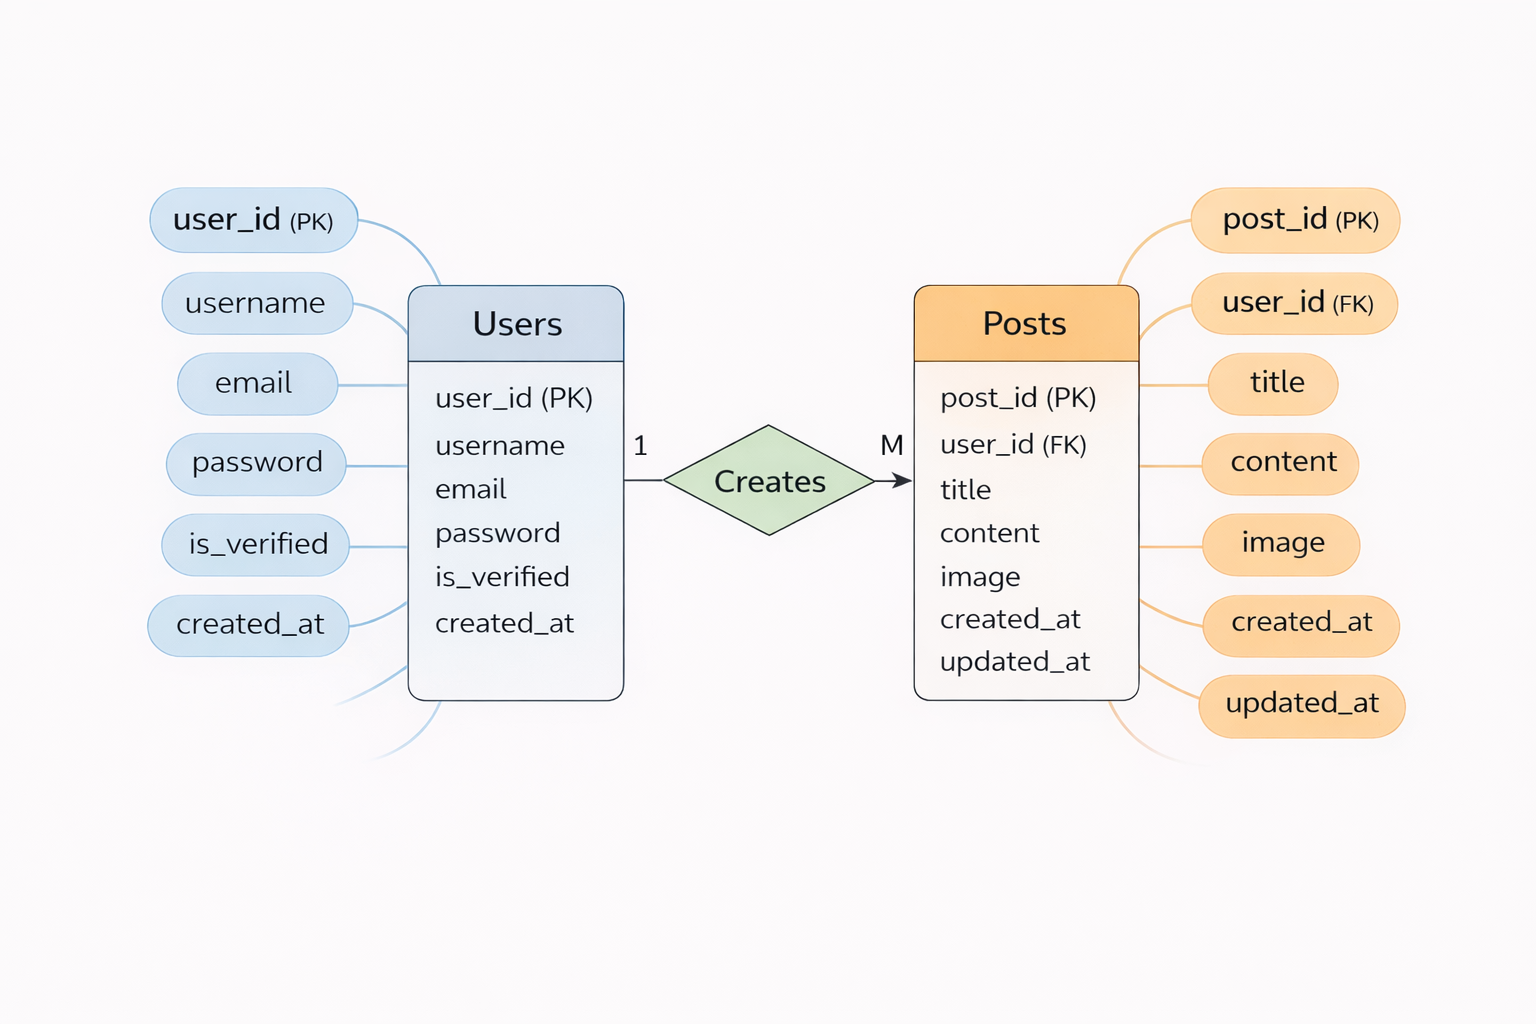 user_id (PK)
username
email
password
is_verified
created_at
Users
user_id (PK)
username
email
password
is_verified
created_at
1
Creates
M
Posts
post_id (PK)
user_id (FK)
title
content
image
created_at
updated_at
post_id (PK)
user_id (FK)
title
content
image
created_at
updated_at